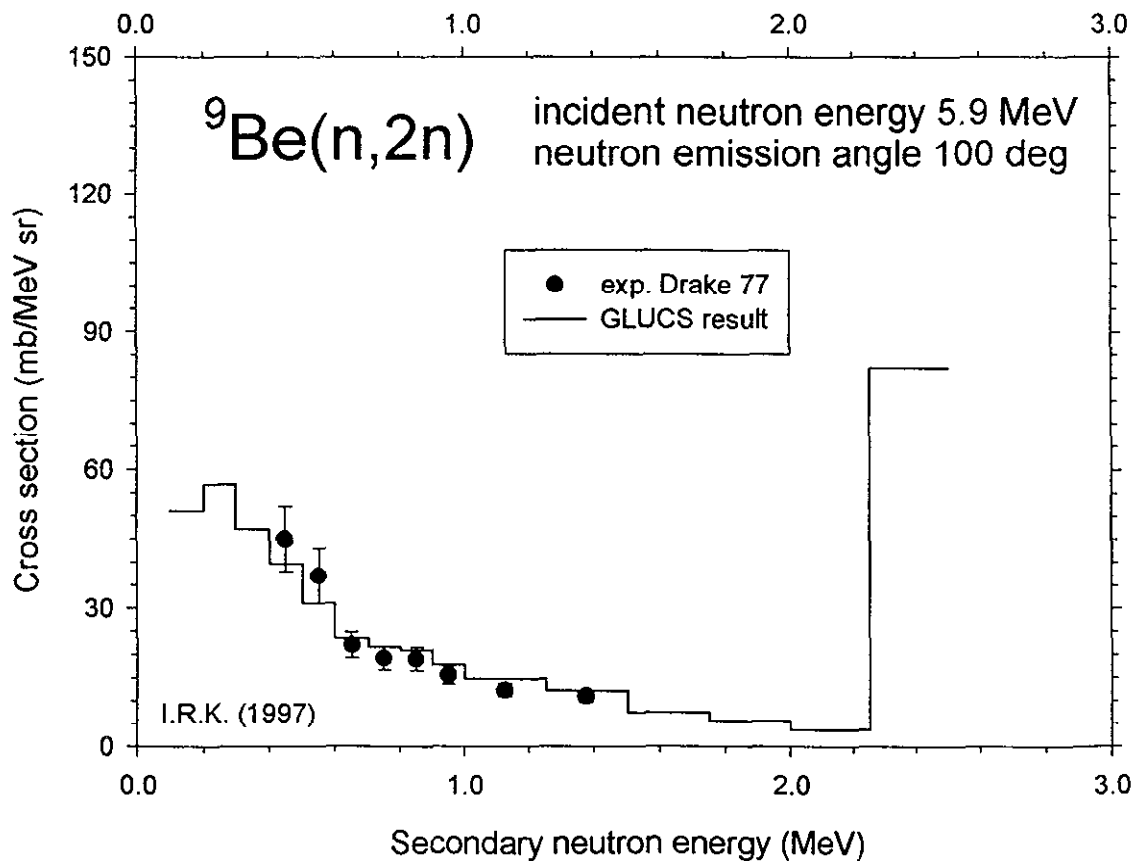 0.0 1.0 2.0 3.0
150
⁹Be(n,2n)
incident neutron energy 5.9 MeV
neutron emission angle 100 deg
120
exp. Drake 77
GLUCS result
90
60
30
0
Cross section (mb/MeV sr)
I.R.K. (1997)
0.0 1.0 2.0 3.0
Secondary neutron energy (MeV)